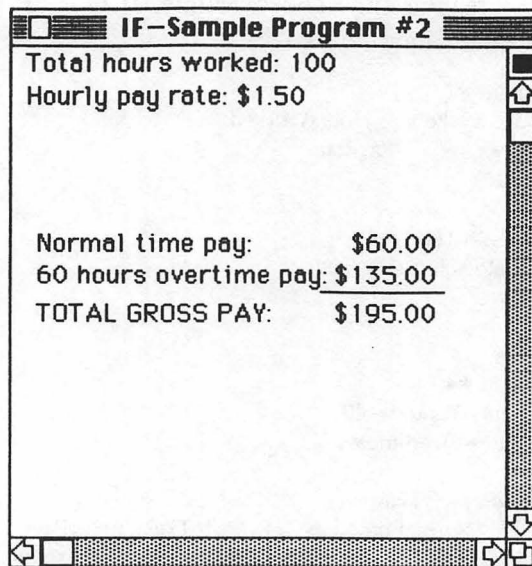 IF-Sample Program #2
Total hours worked: 100
Hourly pay rate: $1.50
Normal time pay: $60.00
60 hours overtime pay: $135.00
TOTAL GROSS PAY: $195.00